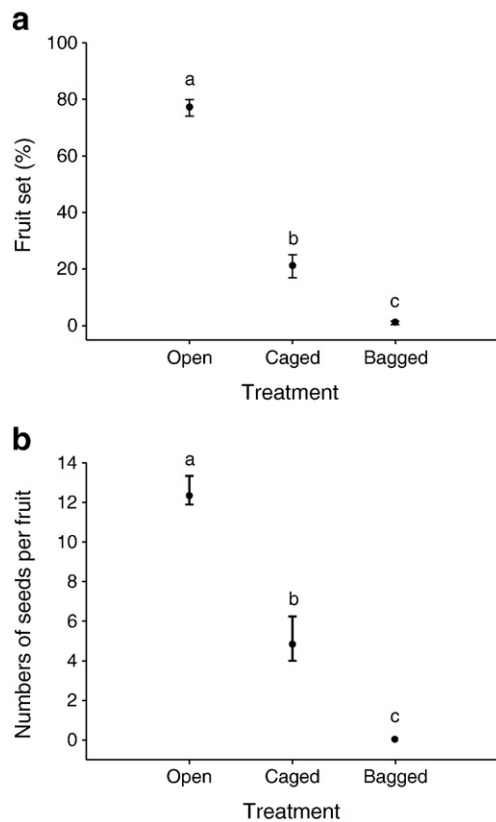 a
100
80
60
40
20
0
Fruit set (%)
a
b
c
Open Caged Bagged
Treatment
b
14
12
10
8
6
4
2
0
Numbers of seeds per fruit
a
b
c
Open Caged Bagged
Treatment